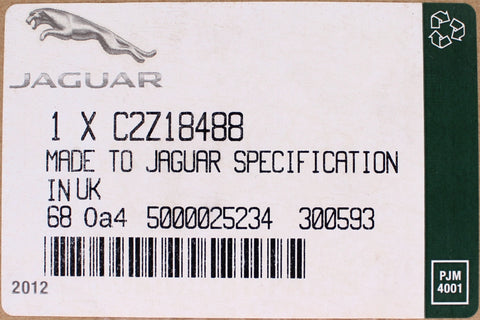 JAGUAR
1 X C2Z18488
MADE TO JAGUAR SPECIFICATION
IN UK
68 0a4 5000025234 300593
2012
PJM
4001